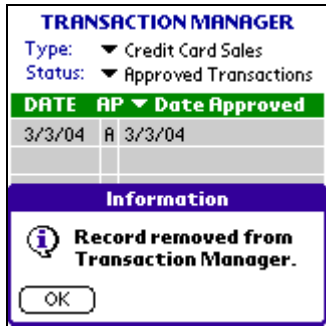 TRANSACTION MANAGER
Type: Credit Card Sales
Status: Approved Transactions
DATE AP Date Approved
3/3/04 A 3/3/04
Information
Record removed from
Transaction Manager.
OK